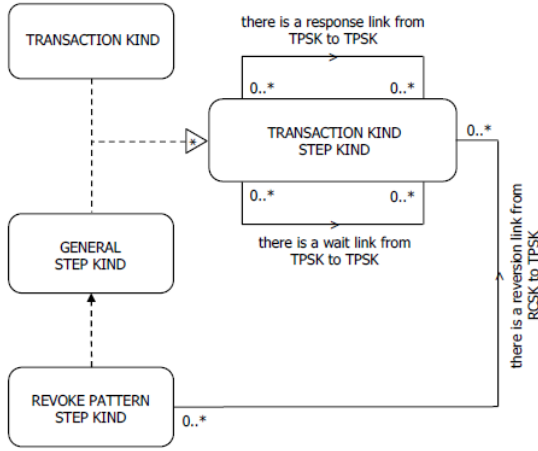 TRANSACTION KIND
there is a response link from
TPSK to TPSK
0..*
0..*
*
TRANSACTION KIND
STEP KIND
0..*
0..*
0..*
there is a wait link from
TPSK to TPSK
GENERAL
STEP KIND
there is a reversion link from
RCSK to TPSK
REVOKE PATTERN
STEP KIND
0..*